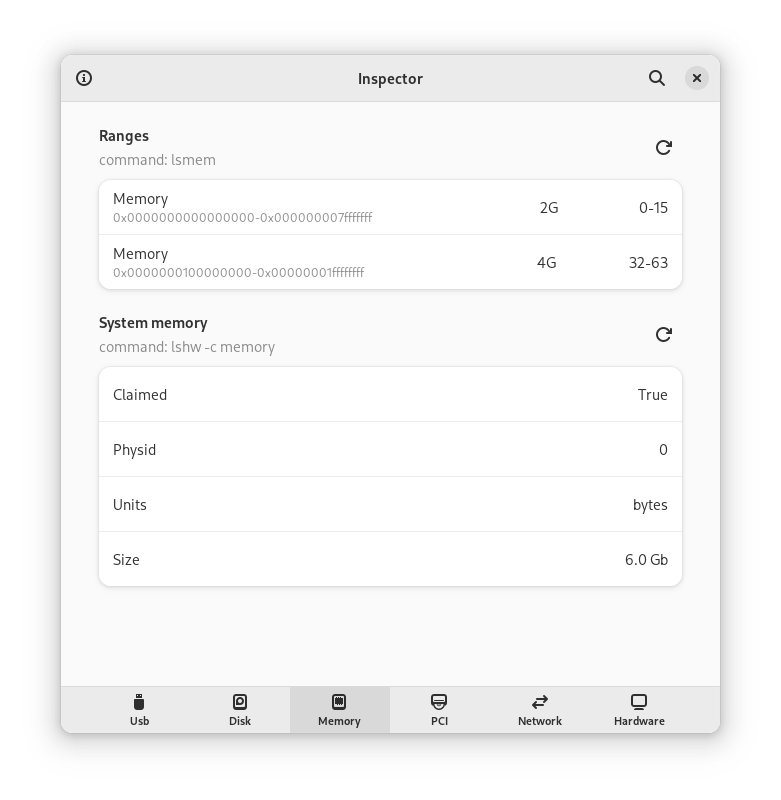 Inspector
Ranges
command: lsmem
Memory
0x0000000000000000-0x000000007fffffff
2G
0-15
Memory
0x0000000100000000-0x00000001ffffffff
4G
32-63
System memory
command: lshw -c memory
Claimed
True
Physid
0
Units
bytes
Size
6.0 Gb
Usb
Disk
Memory
PCI
Network
Hardware